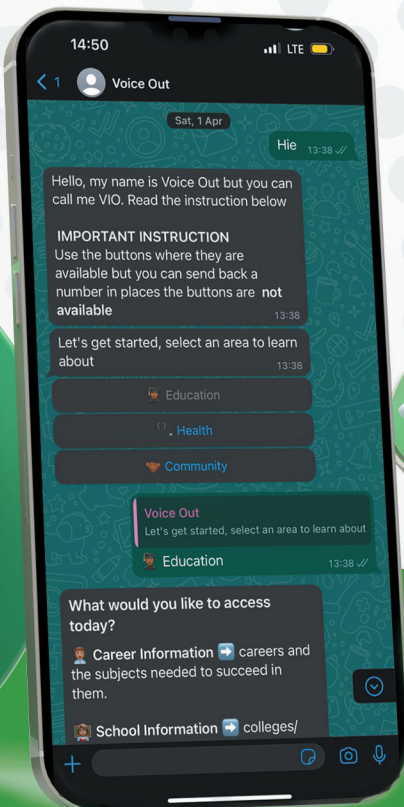 14:50
LTE
1
Voice Out
Sat, 1 Apr
Hie
13:38
Hello, my name is Voice Out but you can
call me VIO. Read the instruction below
IMPORTANT INSTRUCTION
Use the buttons where they are
available but you can send back a
number in places the buttons are not
available
13:38
Let's get started, select an area to learn
about
13:38
Education
Health
Community
Voice Out
Let's get started, select an area to learn about
Education
13:38
What would you like to access
today?
Career Information ➡ careers and
the subjects needed to succeed in
them.
School Information ➡ colleges/